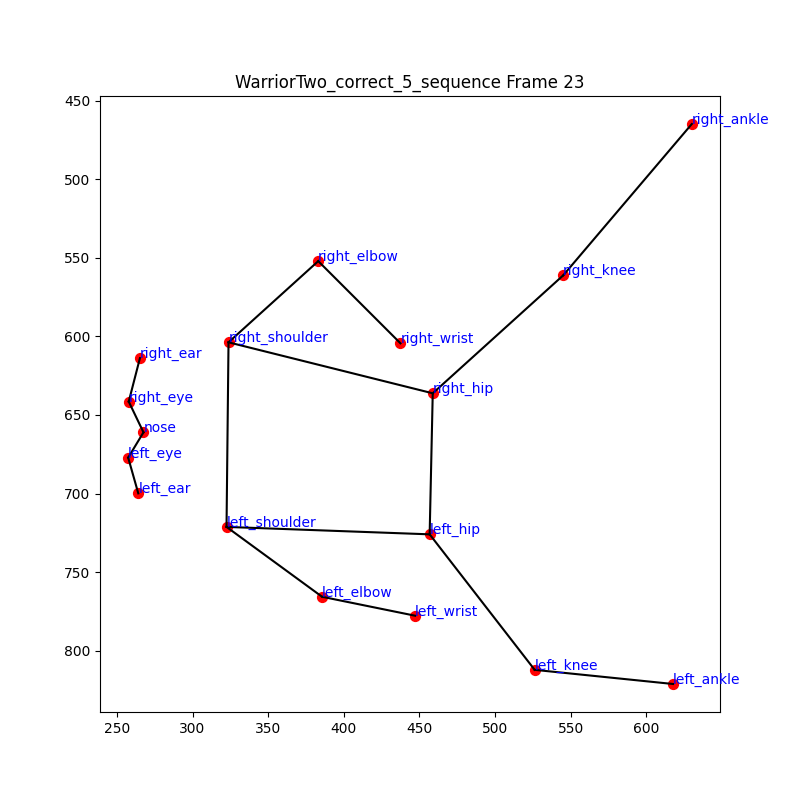 WarriorTwo_correct_5_sequence Frame 23
450
right_ankle
500
550
right_elbow
right_knee
600
right_shoulder
right_wrist
right_ear
right_hip
right_eye
650
nose
left_eye
700
left_ear
left_shoulder
left_hip
750
left_elbow
left_wrist
800
left_knee
left_ankle
250 300 350 400 450 500 550 600